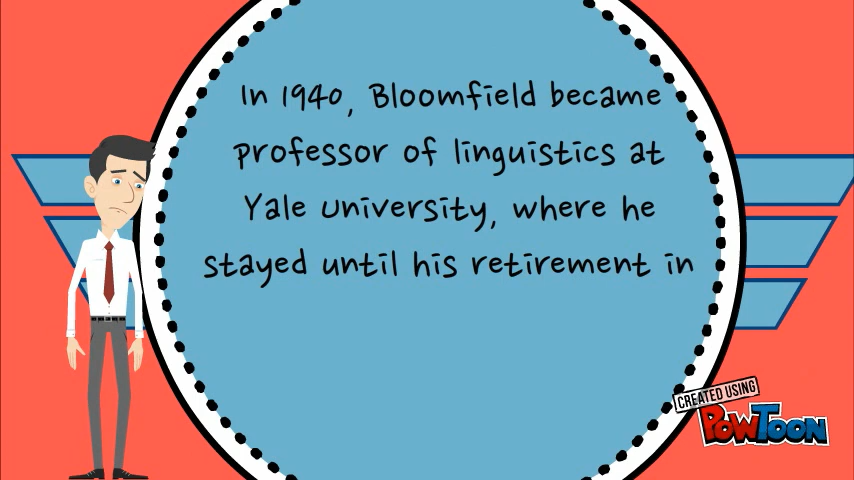 In 1940, Bloomfield became
professor of linguistics at
Yale University, where he
stayed until his retirement in
CREATED USING
POWTOON